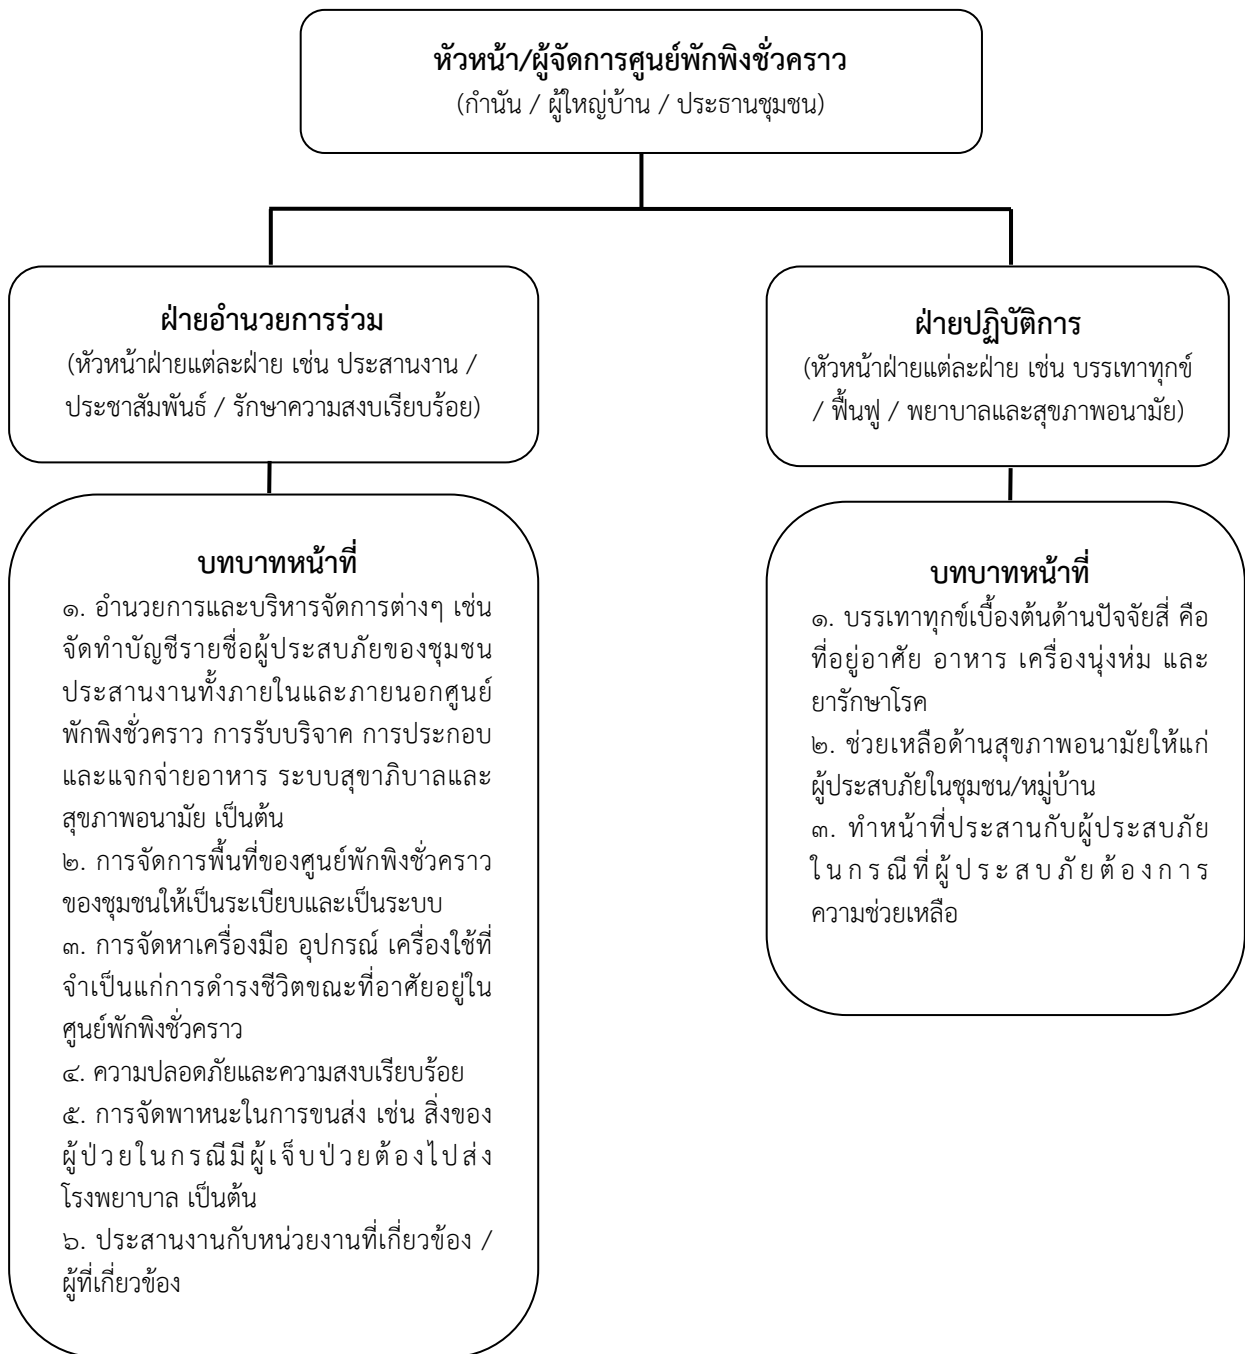 หัวหน้า/ผู้จัดการศูนย์พักพิงชั่วคราว
(กำนัน / ผู้ใหญ่บ้าน / ประธานชุมชน)
ฝ่ายอำนวยการร่วม
(หัวหน้าฝ่ายแต่ละฝ่าย เช่น ประสานงาน /
ประชาสัมพันธ์ / รักษาความสงบเรียบร้อย)
ฝ่ายปฏิบัติการ
(หัวหน้าฝ่ายแต่ละฝ่าย เช่น บรรเทาทุกข์
/ ฟื้นฟู / พยาบาลและสุขภาพอนามัย)
บทบาทหน้าที่
๑. อำนวยการและบริหารจัดการต่างๆ เช่น
จัดทำบัญชีรายชื่อผู้ประสบภัยของชุมชน
ประสานงานทั้งภายในและภายนอกศูนย์
พักพิงชั่วคราว การรับบริจาค การประกอบ
และแจกจ่ายอาหาร ระบบสุขาภิบาลและ
สุขภาพอนามัย เป็นต้น
๒. การจัดการพื้นที่ของศูนย์พักพิงชั่วคราว
ของชุมชนให้เป็นระเบียบและเป็นระบบ
๓. การจัดหาเครื่องมือ อุปกรณ์ เครื่องใช้ที่
จำเป็นแก่การดำรงชีวิตขณะที่อาศัยอยู่ใน
ศูนย์พักพิงชั่วคราว
๔. ความปลอดภัยและความสงบเรียบร้อย
๕. การจัดพาหนะในการขนส่ง เช่น สิ่งของ
ผู้ป่วยในกรณีมีผู้เจ็บป่วยต้องไปส่ง
โรงพยาบาล เป็นต้น
๖. ประสานงานกับหน่วยงานที่เกี่ยวข้อง /
ผู้ที่เกี่ยวข้อง
บทบาทหน้าที่
๑. บรรเทาทุกข์เบื้องต้นด้านปัจจัยสี่ คือ
ที่อยู่อาศัย อาหาร เครื่องนุ่งห่ม และ
ยารักษาโรค
๒. ช่วยเหลือด้านสุขภาพอนามัยให้แก่
ผู้ประสบภัยในชุมชน/หมู่บ้าน
๓. ทำหน้าที่ประสานกับผู้ประสบภัย
ในกรณีที่ผู้ประสบภัยต้องการ
ความช่วยเหลือ